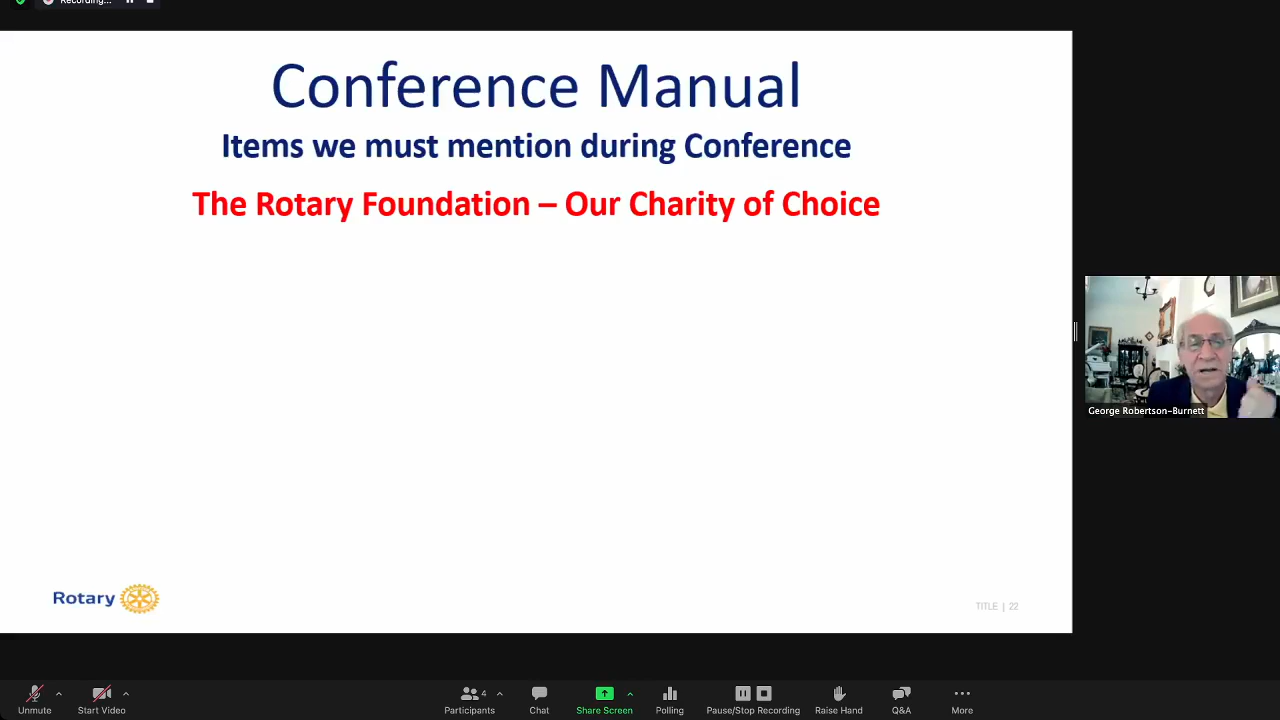 Recording...
Conference Manual
Items we must mention during Conference
The Rotary Foundation – Our Charity of Choice
George Robertson-Burnett
Rotary
TITLE | 22
4
Unmute
Start Video
Participants
Chat
Share Screen
Polling
Pause/Stop Recording
Raise Hand
Q&A
More